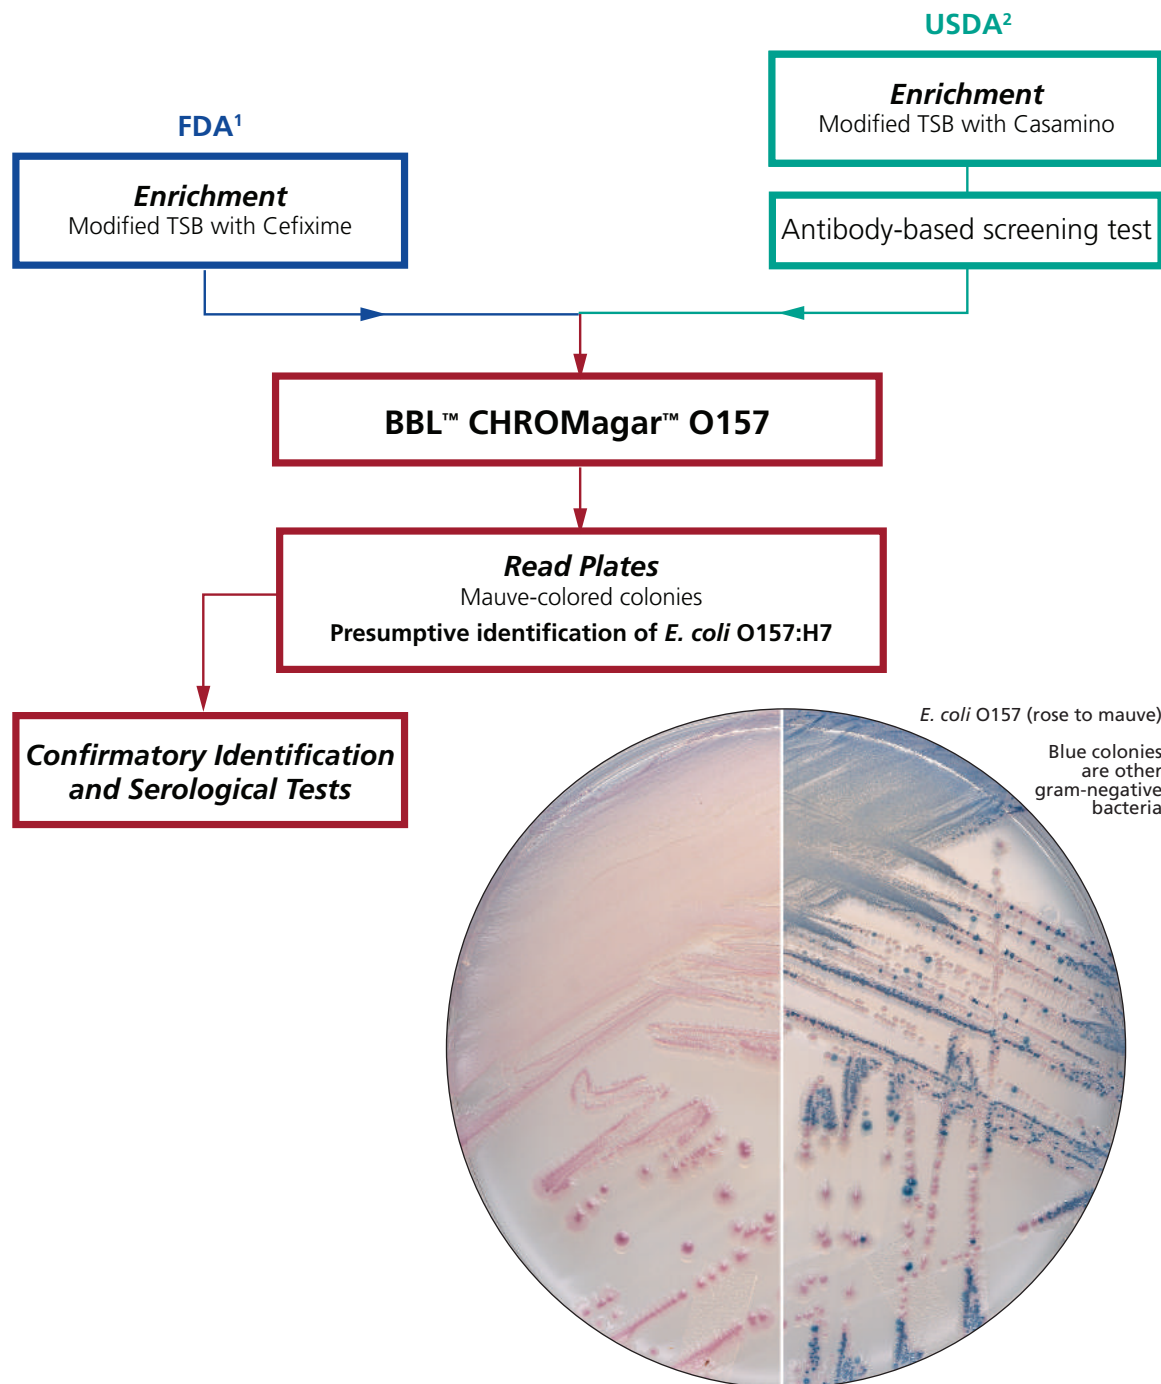 USDA²
Enrichment
Modified TSB with Casamino
FDA¹
Enrichment
Modified TSB with Cefixime
Antibody-based screening test
BBL™ CHROMagar™ O157
Read Plates
Mauve-colored colonies
Presumptive identification of E. coli O157:H7
Confirmatory Identification
and Serological Tests
E. coli O157 (rose to mauve)
Blue colonies
are other
gram-negative
bacteria